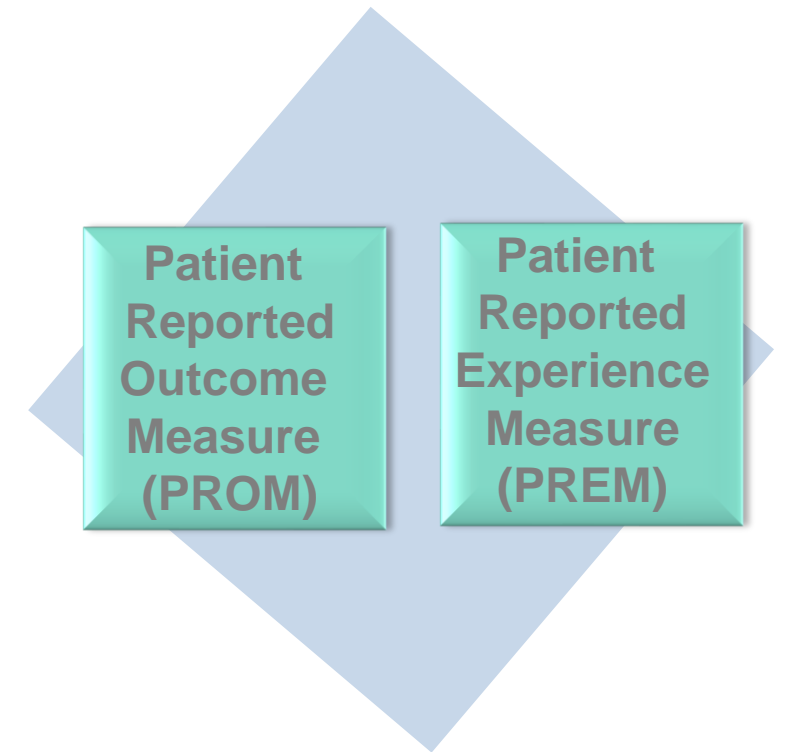 Patient
Reported
Outcome
Measure
(PROM)
Patient
Reported
Experience
Measure
(PREM)